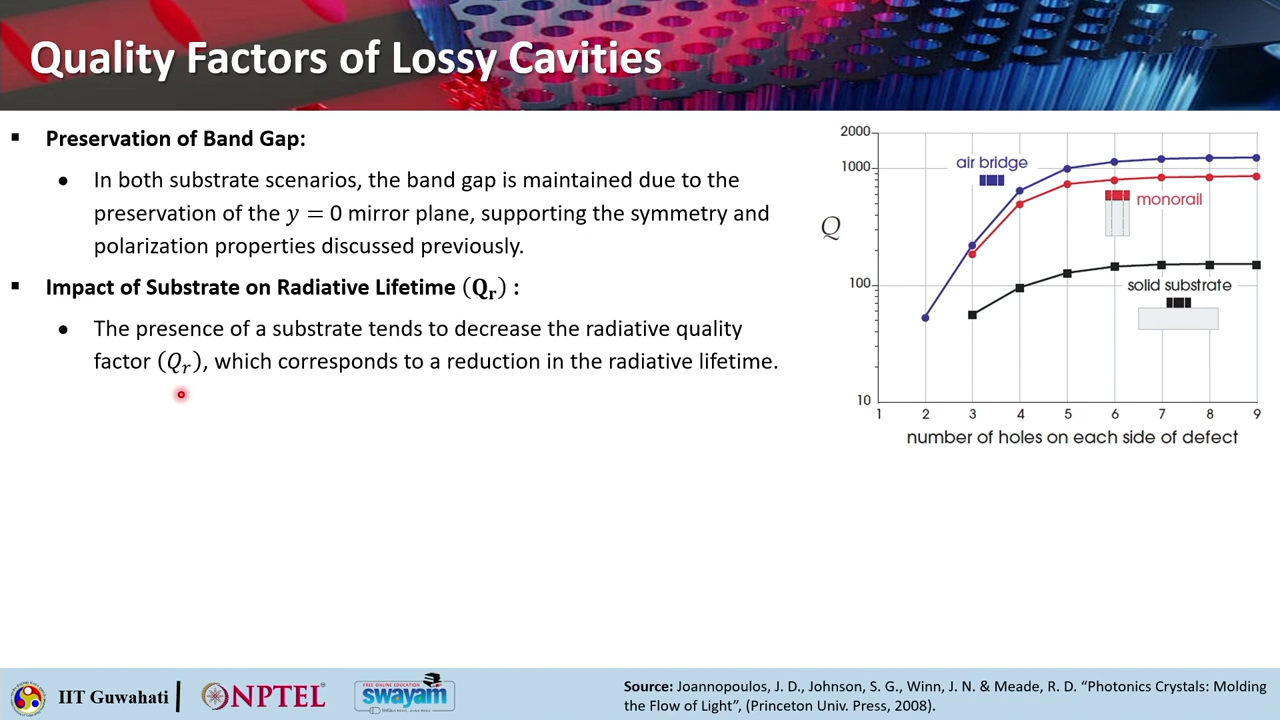 Quality Factors of Lossy Cavities
▪ Preservation of Band Gap:
● In both substrate scenarios, the band gap is maintained due to the
preservation of the 𝑦 = 0 mirror plane, supporting the symmetry and
polarization properties discussed previously.
▪ Impact of Substrate on Radiative Lifetime (Qr) :
● The presence of a substrate tends to decrease the radiative quality
factor (𝑄𝑟), which corresponds to a reduction in the radiative lifetime.
2000
1000
100
10
Q
air bridge
monorail
solid substrate
1 2 3 4 5 6 7 8 9
number of holes on each side of defect
IIT Guwahati
NPTEL
FREE ONLINE EDUCATION
swayam
Source: Joannopoulos, J. D., Johnson, S. G., Winn, J. N. & Meade, R. D. “Photonics Crystals: Molding
the Flow of Light”, (Princeton Univ. Press, 2008).